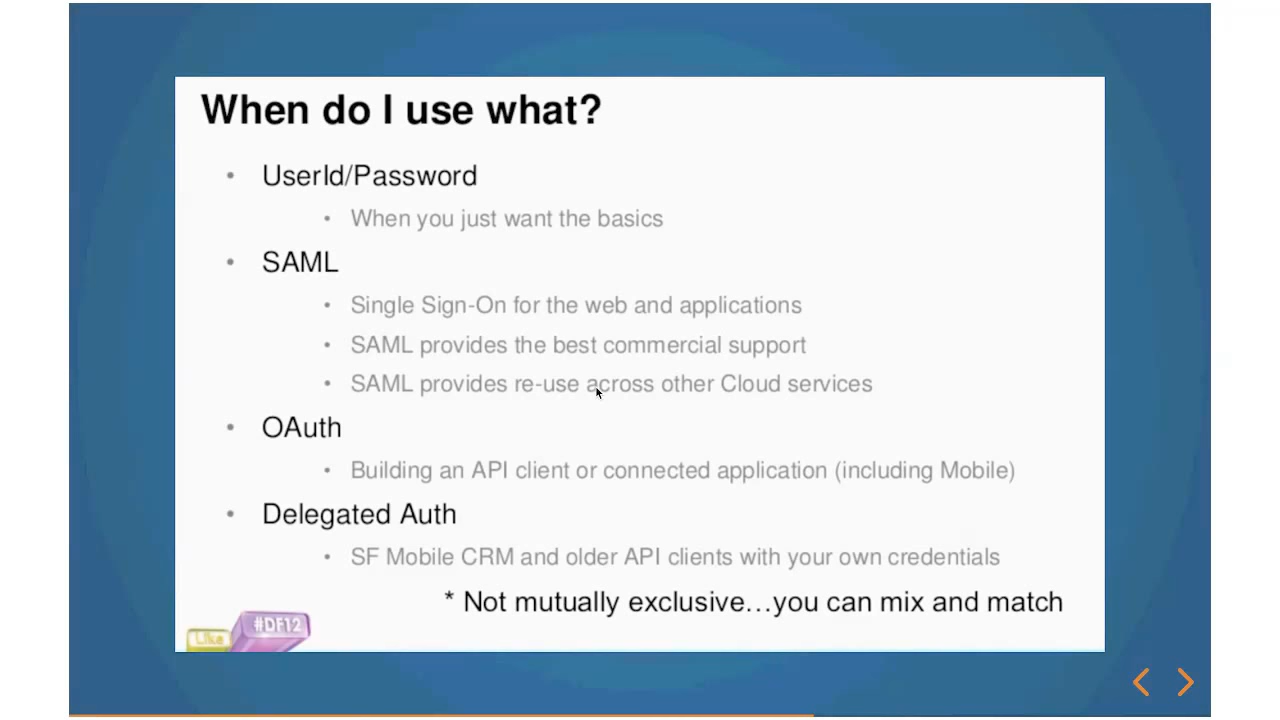 When do I use what?
• UserId/Password
• When you just want the basics
• SAML
• Single Sign-On for the web and applications
• SAML provides the best commercial support
• SAML provides re-use across other Cloud services
• OAuth
• Building an API client or connected application (including Mobile)
• Delegated Auth
• SF Mobile CRM and older API clients with your own credentials
* Not mutually exclusive…you can mix and match
#DF12
Like